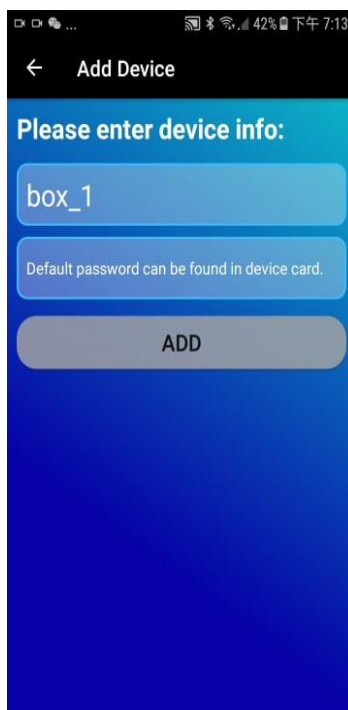 ... 42% 下午 7:13
Add Device
Please enter device info:
box_1
Default password can be found in device card.
ADD